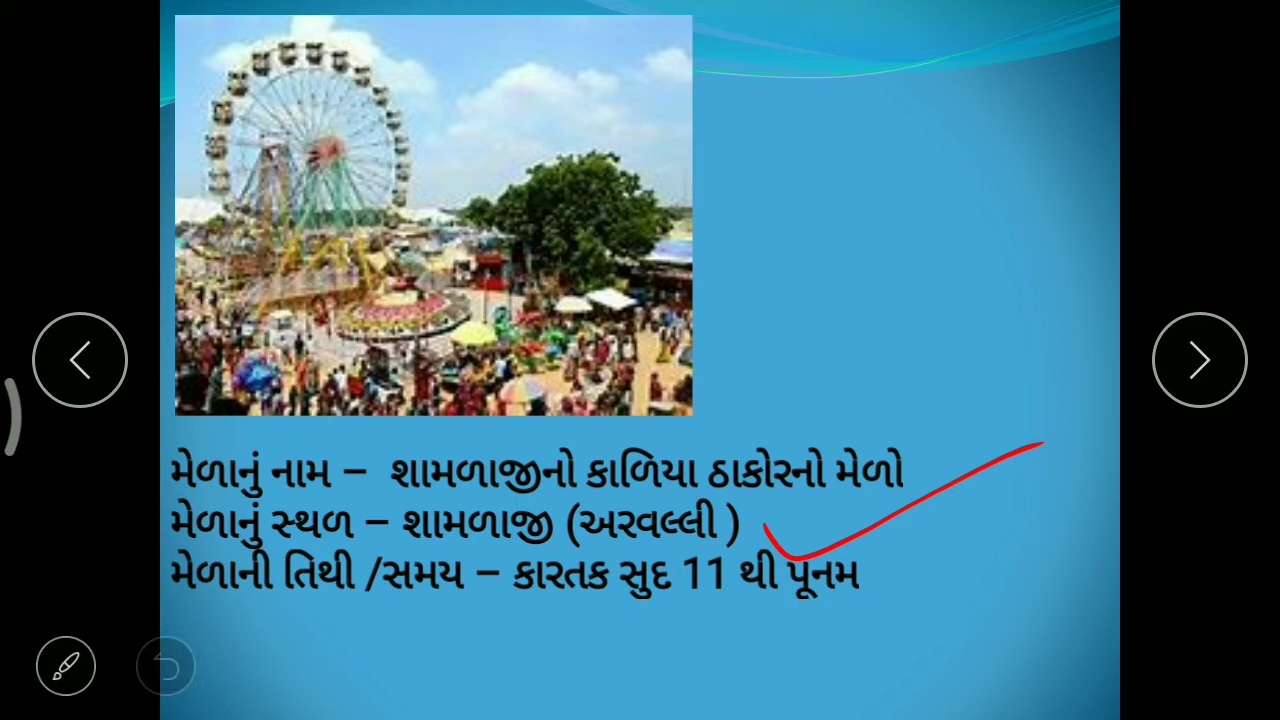 મેળાનું નામ – શામળાજીનો કાળિયા ઠાકોરનો મેળો
મેળાનું સ્થળ – શામળાજી (અરવલ્લી )
મેળાની તિથી /સમય – કારતક સુદ 11 થી પૂનમ